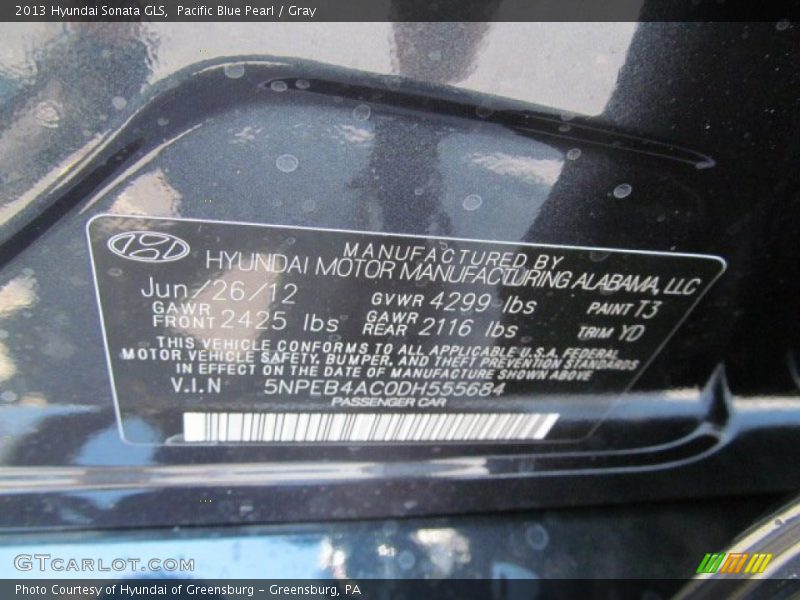 2013 Hyundai Sonata GLS, Pacific Blue Pearl / Gray
MANUFACTURED BY
HYUNDAI MOTOR MANUFACTURING ALABAMA, LLC
Jun/26/12 GVWR 4299 lbs PAINT T3
GAWR FRONT 2425 lbs GAWR REAR 2116 lbs TRIM YD
THIS VEHICLE CONFORMS TO ALL APPLICABLE U.S.A. FEDERAL
MOTOR VEHICLE SAFETY, BUMPER, AND THEFT PREVENTION STANDARDS
IN EFFECT ON THE DATE OF MANUFACTURE SHOWN ABOVE
V.I.N 5NPEB4AC0DH555684
PASSENGER CAR
GTCARLOT.COM
Photo Courtesy of Hyundai of Greensburg - Greensburg, PA